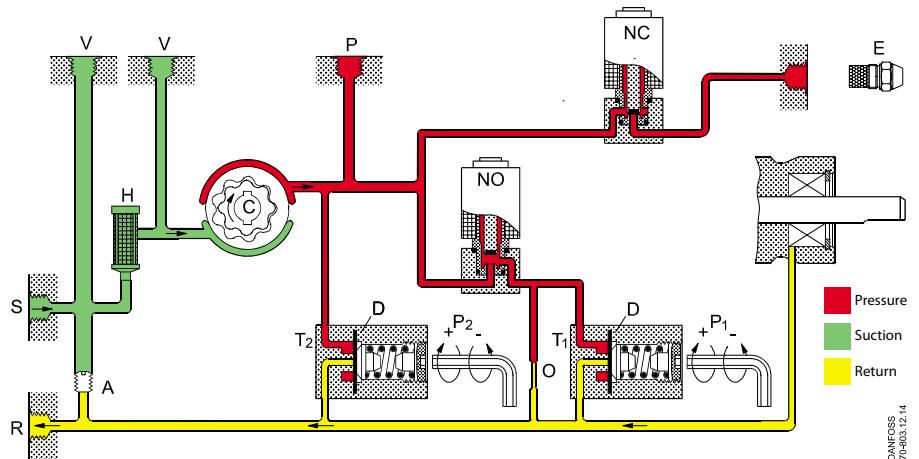 V
V
P
NC
E
H
C
NO
S
D
D
T2
+P2-
T1
+P1-
O
A
R
Pressure
Suction
Return
DANFOSS
70-803.12.14